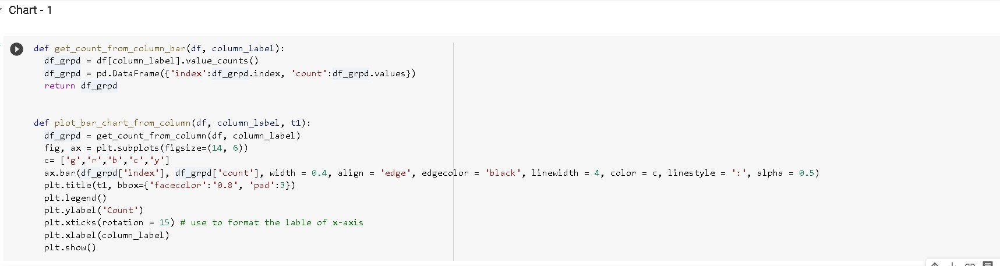 Chart - 1
def get_count_from_column_bar(df, column_label):
  df_grpd = df[column_label].value_counts()
  df_grpd = pd.DataFrame({'index':df_grpd.index, 'count':df_grpd.values})
  return df_grpd
def plot_bar_chart_from_column(df, column_label, t1):
  df_grpd = get_count_from_column(df, column_label)
  fig, ax = plt.subplots(figsize=(14, 6))
  c= ['g','r','b','c','y']
  ax.bar(df_grpd['index'], df_grpd['count'], width = 0.4, align = 'edge', edgecolor = 'black', linewidth = 4, color = c, linestyle = ':', alpha = 0.5)
  plt.title(t1, bbox={'facecolor':'0.8', 'pad':3})
  plt.legend()
  plt.ylabel('Count')
  plt.xticks(rotation = 15) # use to format the lable of x-axis
  plt.xlabel(column_label)
  plt.show()